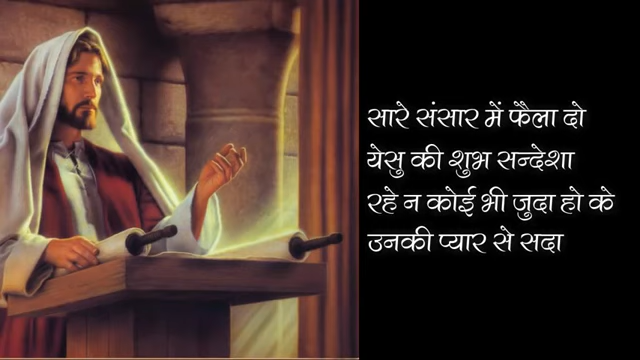 सारे संसार में फैला दो
येसु की शुभ सन्देशा
रहे न कोई भी जुदा हो के
उनकी प्यार से सदा